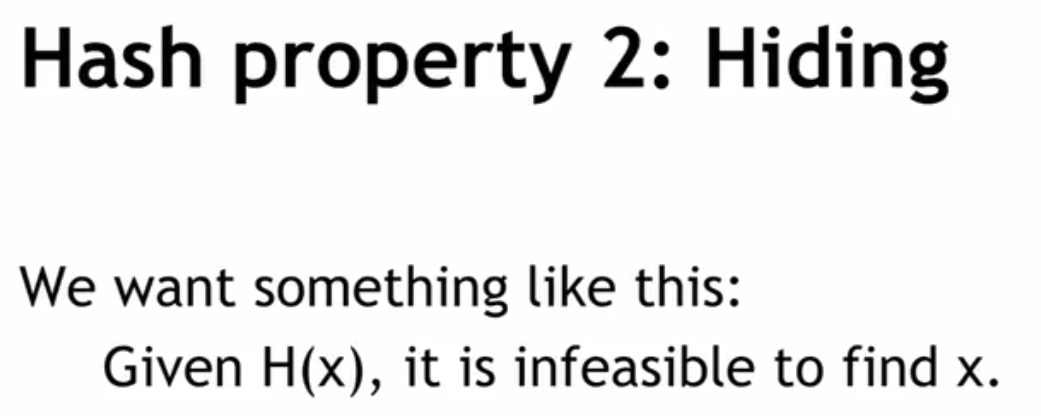 Hash property 2: Hiding
We want something like this:
Given H(x), it is infeasible to find x.